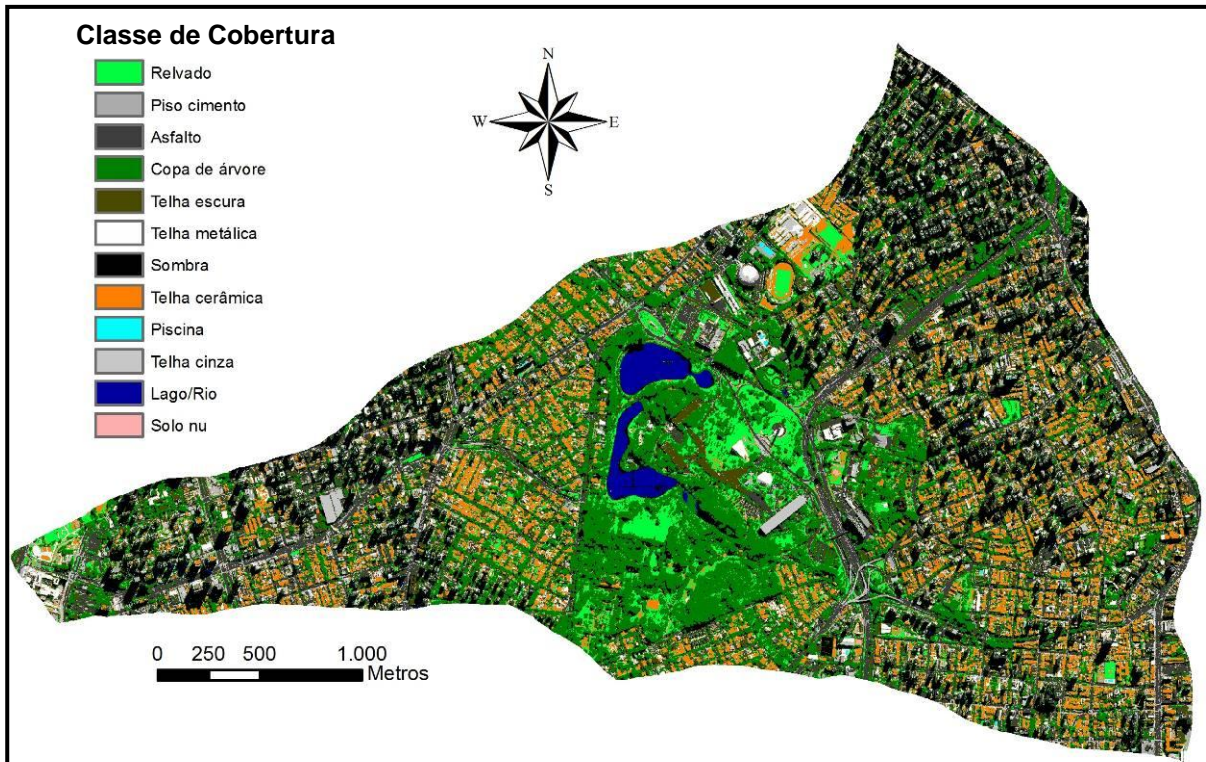 Classe de Cobertura
Relvado
Piso cimento
Asfalto
Copa de árvore
Telha escura
Telha metálica
Sombra
Telha cerâmica
Piscina
Telha cinza
Lago/Rio
Solo nu
N
W E
S
0 250 500 1.000
Metros